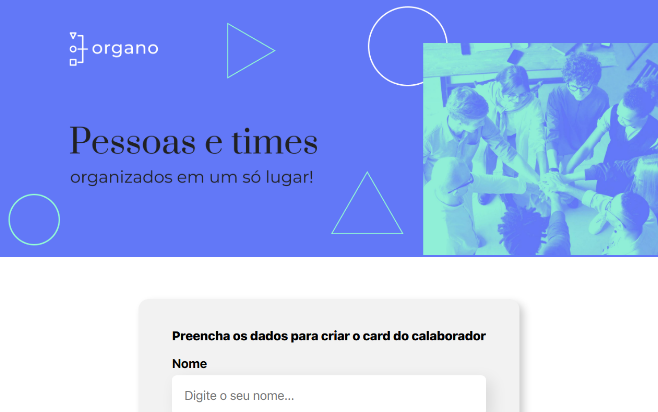 organo
Pessoas e times
organizados em um só lugar!
Preencha os dados para criar o card do calaborador
Nome
Digite o seu nome...